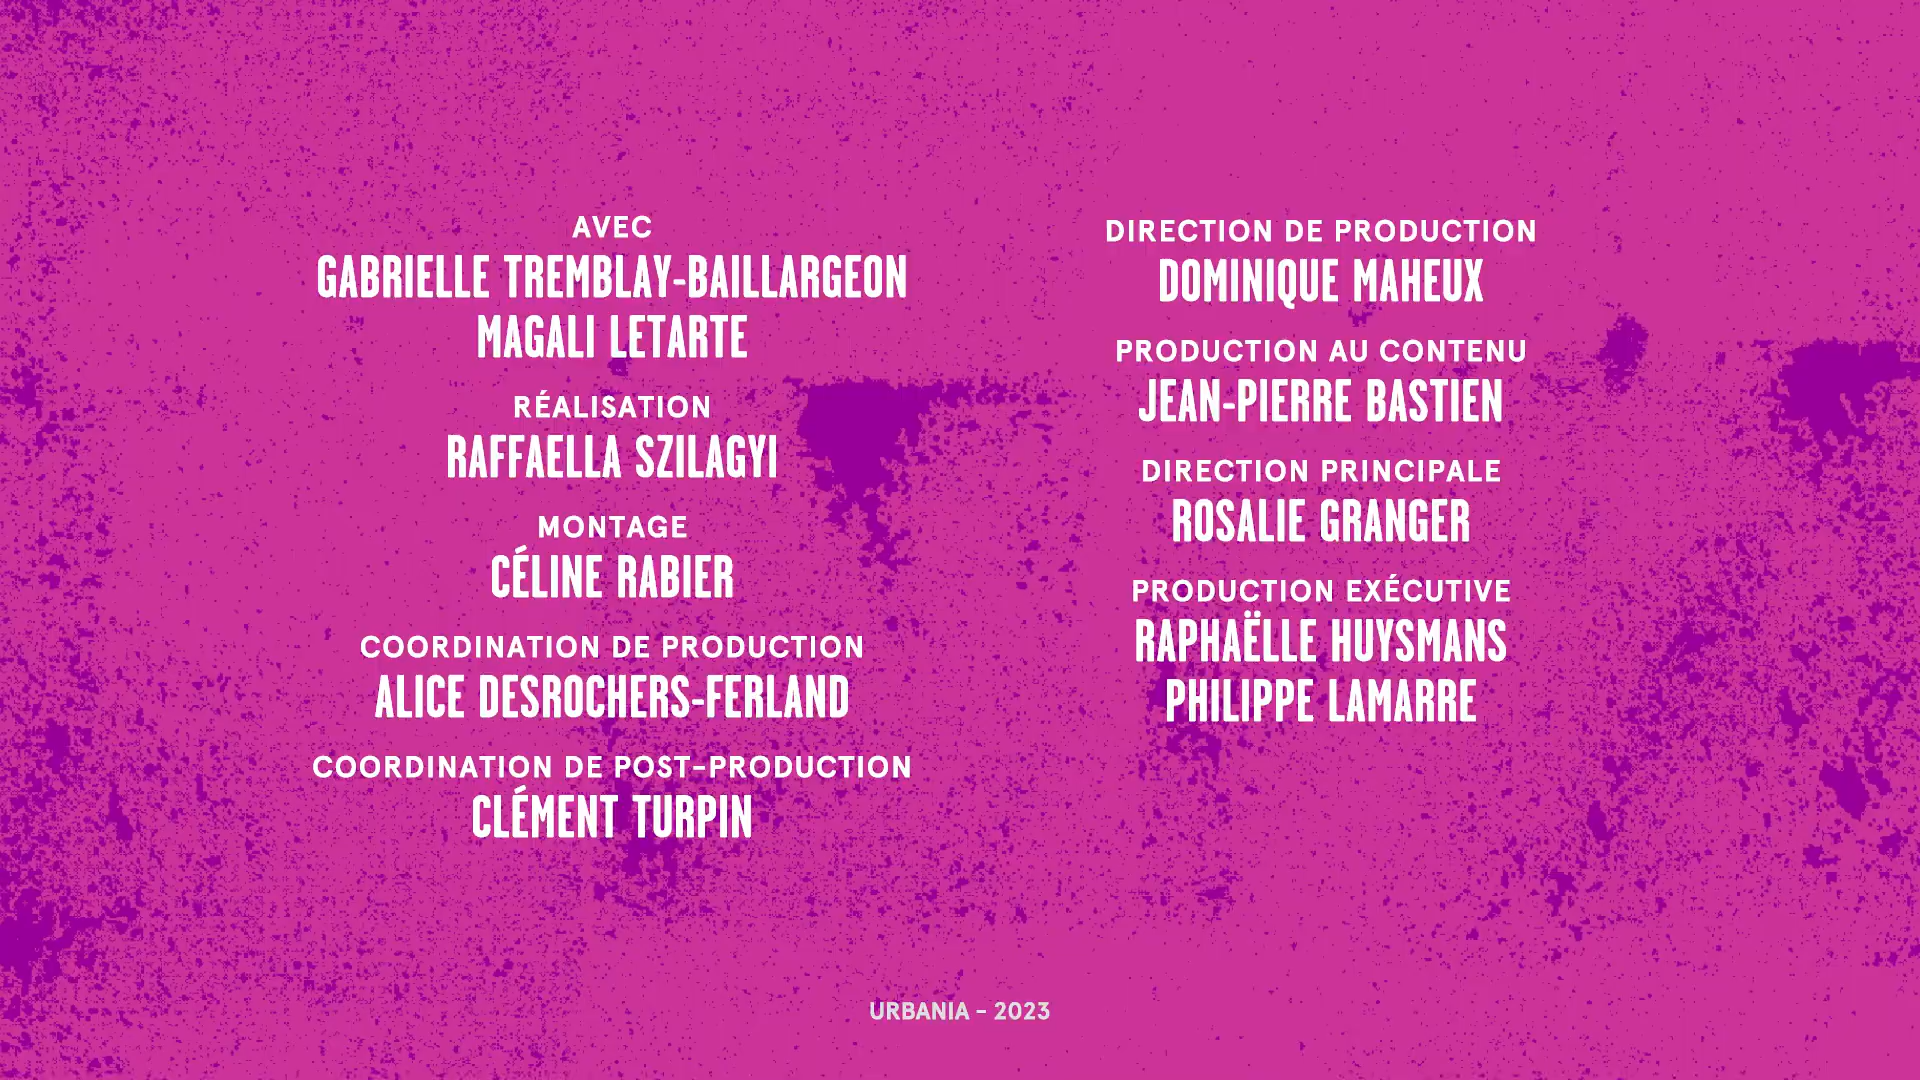 AVEC
GABRIELLE TREMBLAY-BAILLARGEON
MAGALI LETARTE
RÉALISATION
RAFFAELLA SZILAGYI
MONTAGE
CÉLINE RABIER
COORDINATION DE PRODUCTION
ALICE DESROCHERS-FERLAND
COORDINATION DE POST-PRODUCTION
CLÉMENT TURPIN
DIRECTION DE PRODUCTION
DOMINIQUE MAHEUX
PRODUCTION AU CONTENU
JEAN-PIERRE BASTIEN
DIRECTION PRINCIPALE
ROSALIE GRANGER
PRODUCTION EXÉCUTIVE
RAPHAËLLE HUYSMANS
PHILIPPE LAMARRE
URBANIA - 2023